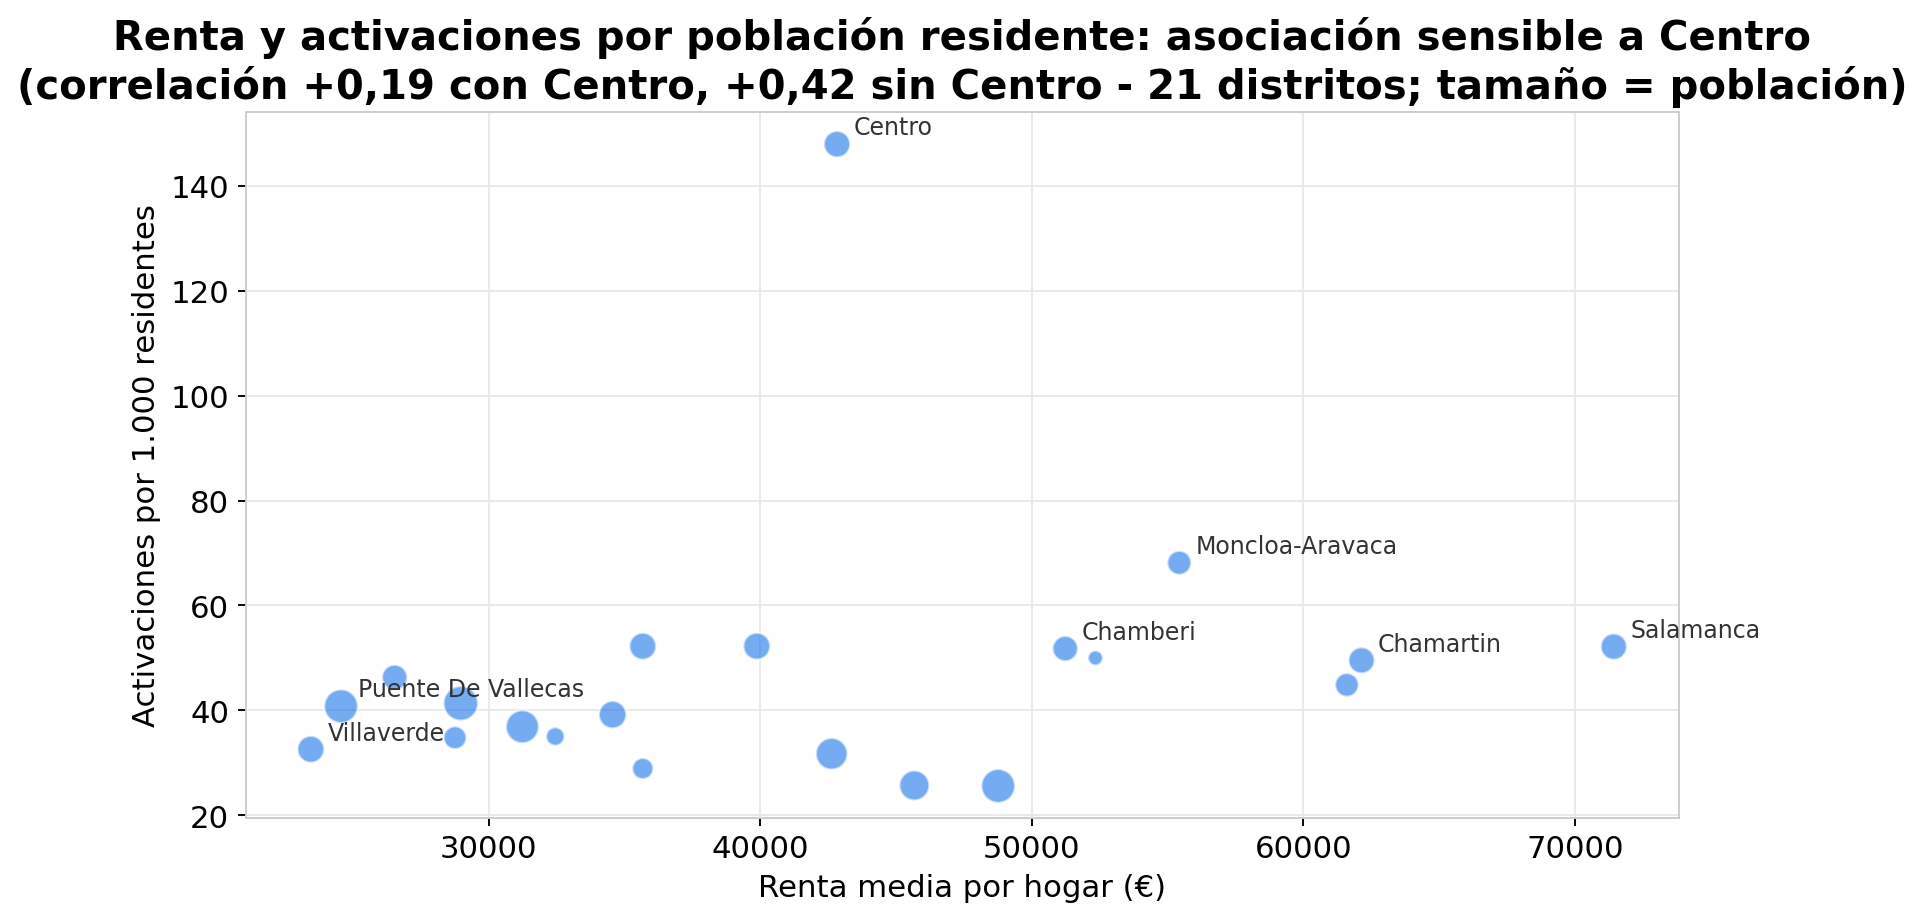 Renta y activaciones por población residente: asociación sensible a Centro
(correlación +0,19 con Centro, +0,42 sin Centro - 21 distritos; tamaño = población)
Centro
140
120
100
80
60
40
20
Activaciones por 1.000 residentes
Moncloa-Aravaca
Salamanca
Chamberi
Chamartin
Puente De Vallecas
Villaverde
30000
40000
50000
60000
70000
Renta media por hogar (€)